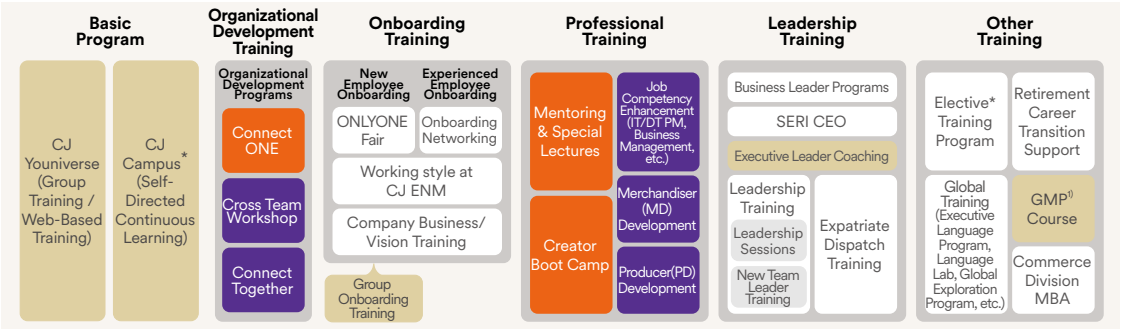 Basic
Program
CJ
Youniverse
(Group
Training /
Web-Based
Training)
CJ
Campus*
(Self-
Directed
Continuous
Learning)
Organizational
Development
Training
Organizational
Development
Programs
Connect
ONE
Cross Team
Workshop
Connect
Together
Onboarding
Training
New
Employee
Onboarding
Experienced
Employee
Onboarding
ONLYONE
Fair
Onboarding
Networking
Working style at
CJ ENM
Company Business/
Vision Training
Group
Onboarding
Training
Professional
Training
Mentoring
& Special
Lectures
Creator
Boot Camp
Job
Competency
Enhancement
(IT/DT PM,
Business
Management,
etc.)
Merchandiser
(MD)
Development
Producer(PD)
Development
Leadership
Training
Business Leader Programs
SERI CEO
Executive Leader Coaching
Leadership
Training
Leadership
Sessions
New Team
Leader
Training
Expatriate
Dispatch
Training
Other
Training
Elective*
Training
Program
Retirement
Career
Transition
Support
Global
Training
(Executive
Language
Program,
Language
Lab, Global
Exploration
Program, etc.)
GMP¹⁾
Course
Commerce
Division
MBA